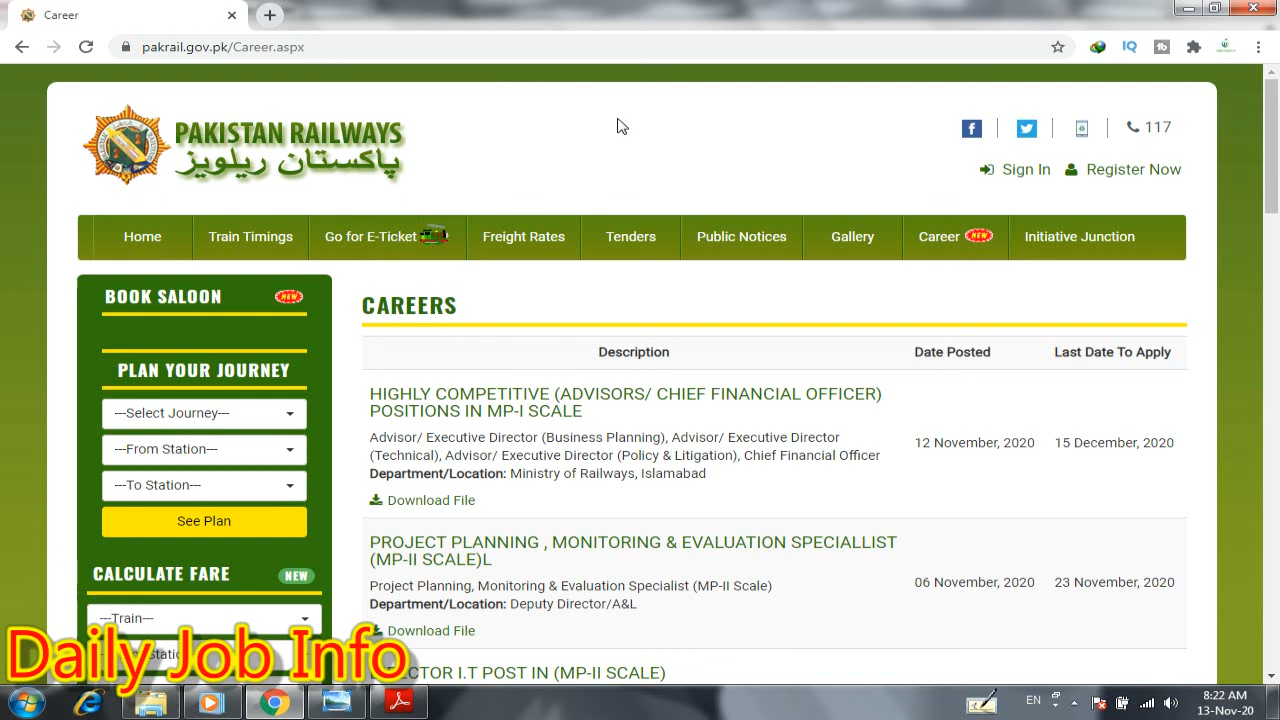 Career
pakrail.gov.pk/Career.aspx
IQ
tb
PAKISTAN RAILWAYS
پاکستان ریلویز
117
Sign In
Register Now
Home
Train Timings
Go for E-Ticket
Freight Rates
Tenders
Public Notices
Gallery
Career NEW
Initiative Junction
BOOK SALOON NEW
PLAN YOUR JOURNEY
---Select Journey---
---From Station---
---To Station---
See Plan
CALCULATE FARE NEW
---Train---
CAREERS
Description Date Posted Last Date To Apply
HIGHLY COMPETITIVE (ADVISORS/ CHIEF FINANCIAL OFFICER)
POSITIONS IN MP-I SCALE
Advisor/ Executive Director (Business Planning), Advisor/ Executive Director
(Technical), Advisor/ Executive Director (Policy & Litigation), Chief Financial Officer
Department/Location: Ministry of Railways, Islamabad
Download File
12 November, 2020 15 December, 2020
PROJECT PLANNING , MONITORING & EVALUATION SPECIALLIST
(MP-II SCALE)L
Project Planning, Monitoring & Evaluation Specialist (MP-II Scale)
Department/Location: Deputy Director/A&L
Download File
06 November, 2020 23 November, 2020
I.T POST IN (MP-II SCALE)
Daily Job Info
EN
8:22 AM
13-Nov-20